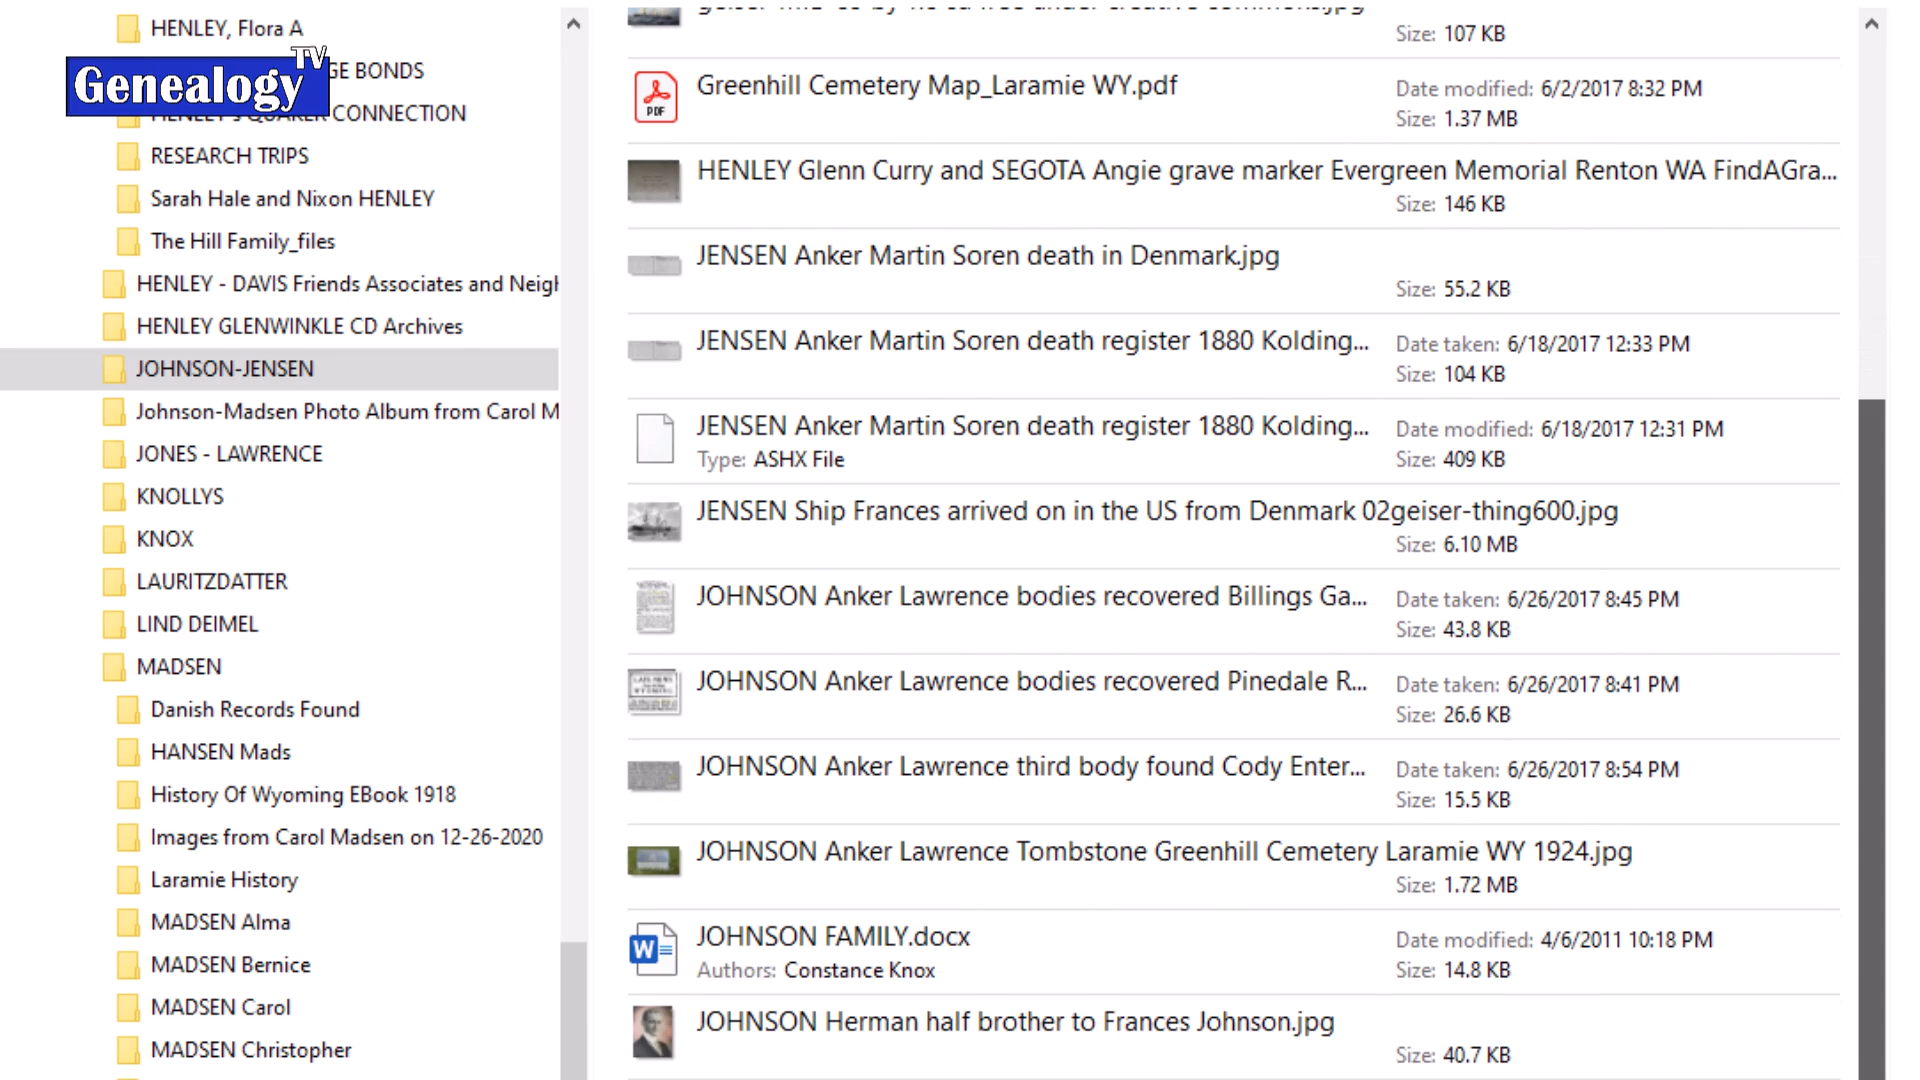 HENLEY, Flora A
Genealogy TV
GE BONDS
HENLEY's QUAKER CONNECTION
RESEARCH TRIPS
Sarah Hale and Nixon HENLEY
The Hill Family_files
HENLEY - DAVIS Friends Associates and Neigh
HENLEY GLENWINKLE CD Archives
JOHNSON-JENSEN
Johnson-Madsen Photo Album from Carol M
JONES - LAWRENCE
KNOLLYS
KNOX
LAURITZDATTER
LIND DEIMEL
MADSEN
Danish Records Found
HANSEN Mads
History Of Wyoming EBook 1918
Images from Carol Madsen on 12-26-2020
Laramie History
MADSEN Alma
MADSEN Bernice
MADSEN Carol
MADSEN Christopher
Size: 107 KB
Greenhill Cemetery Map_Laramie WY.pdf
Date modified: 6/2/2017 8:32 PM
Size: 1.37 MB
PDF
HENLEY Glenn Curry and SEGOTA Angie grave marker Evergreen Memorial Renton WA FindAGra...
Size: 146 KB
JENSEN Anker Martin Soren death in Denmark.jpg
Size: 55.2 KB
JENSEN Anker Martin Soren death register 1880 Kolding...
Date taken: 6/18/2017 12:33 PM
Size: 104 KB
JENSEN Anker Martin Soren death register 1880 Kolding...
Type: ASHX File
Date modified: 6/18/2017 12:31 PM
Size: 409 KB
JENSEN Ship Frances arrived on in the US from Denmark 02geiser-thing600.jpg
Size: 6.10 MB
JOHNSON Anker Lawrence bodies recovered Billings Ga...
Date taken: 6/26/2017 8:45 PM
Size: 43.8 KB
JOHNSON Anker Lawrence bodies recovered Pinedale R...
Date taken: 6/26/2017 8:41 PM
Size: 26.6 KB
JOHNSON Anker Lawrence third body found Cody Enter...
Date taken: 6/26/2017 8:54 PM
Size: 15.5 KB
JOHNSON Anker Lawrence Tombstone Greenhill Cemetery Laramie WY 1924.jpg
Size: 1.72 MB
W
JOHNSON FAMILY.docx
Authors: Constance Knox
Date modified: 4/6/2011 10:18 PM
Size: 14.8 KB
JOHNSON Herman half brother to Frances Johnson.jpg
Size: 40.7 KB